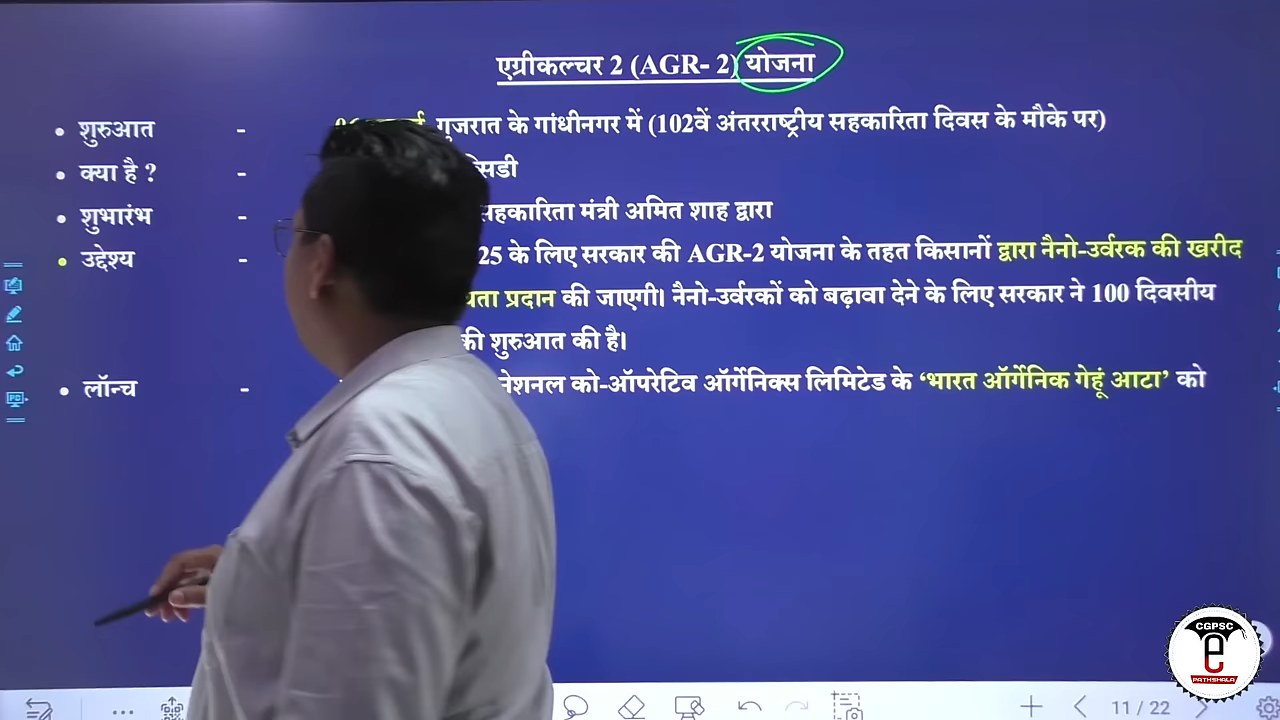 एग्रीकल्चर 2 (AGR- 2) योजना
• शुरुआत - गुजरात के गांधीनगर में (102वें अंतरराष्ट्रीय सहकारिता दिवस के मौके पर)
• क्या है ? -
• शुभारंभ - सहकारिता मंत्री अमित शाह द्वारा
• उद्देश्य - 25 के लिए सरकार की AGR-2 योजना के तहत किसानों द्वारा नैनो-उर्वरक की खरीद
प्रदान की जाएगी। नैनो-उर्वरकों को बढ़ावा देने के लिए सरकार ने 100 दिवसीय
की शुरुआत की है।
• लॉन्च - नेशनल को-ऑपरेटिव ऑर्गेनिक्स लिमिटेड के ‘भारत ऑर्गेनिक गेहूं आटा’ को
11 / 22
CGPSC
e
PATHSHALA